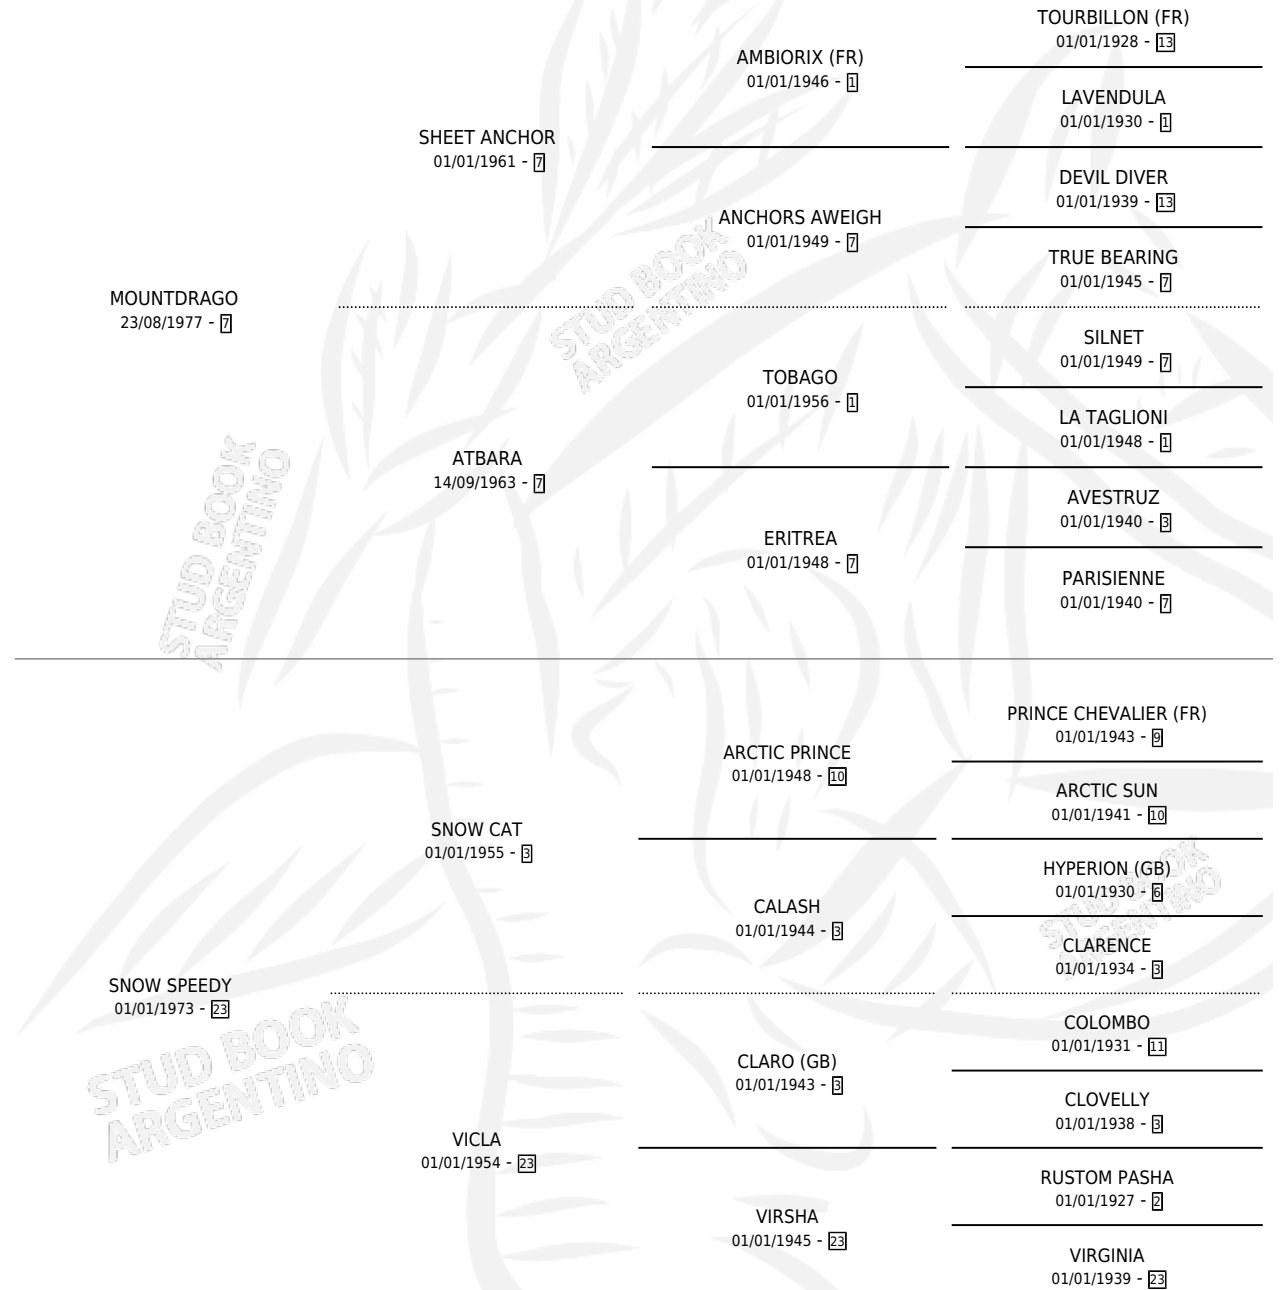 MOUNTDRAGO
23/08/1977 - 7
SHEET ANCHOR
01/01/1961 - 7
AMBIORIX (FR)
01/01/1946 - 1
TOURBILLON (FR)
01/01/1928 - 13
LAVENDULA
01/01/1930 - 1
ANCHORS AWEIGH
01/01/1949 - 7
DEVIL DIVER
01/01/1939 - 13
TRUE BEARING
01/01/1945 - 7
ATBARA
14/09/1963 - 7
TOBAGO
01/01/1956 - 1
SILNET
01/01/1949 - 7
LA TAGLIONI
01/01/1948 - 1
ERITREA
01/01/1948 - 7
AVESTRUZ
01/01/1940 - 3
PARISIENNE
01/01/1940 - 7
STUD BOOK
ARGENTINO
STUD BOOK
ARGENTINO
SNOW SPEEDY
01/01/1973 - 23
SNOW CAT
01/01/1955 - 3
ARCTIC PRINCE
01/01/1948 - 10
PRINCE CHEVALIER (FR)
01/01/1943 - 9
ARCTIC SUN
01/01/1941 - 10
CALASH
01/01/1944 - 3
HYPERION (GB)
01/01/1930 - 6
CLARENCE
01/01/1934 - 3
VICLA
01/01/1954 - 23
CLARO (GB)
01/01/1943 - 3
COLOMBO
01/01/1931 - 11
CLOVELLY
01/01/1938 - 3
VIRSHA
01/01/1945 - 23
RUSTOM PASHA
01/01/1927 - 2
VIRGINIA
01/01/1939 - 23
STUD BOOK
ARGENTINO
STUD BOOK
ARGENTINO